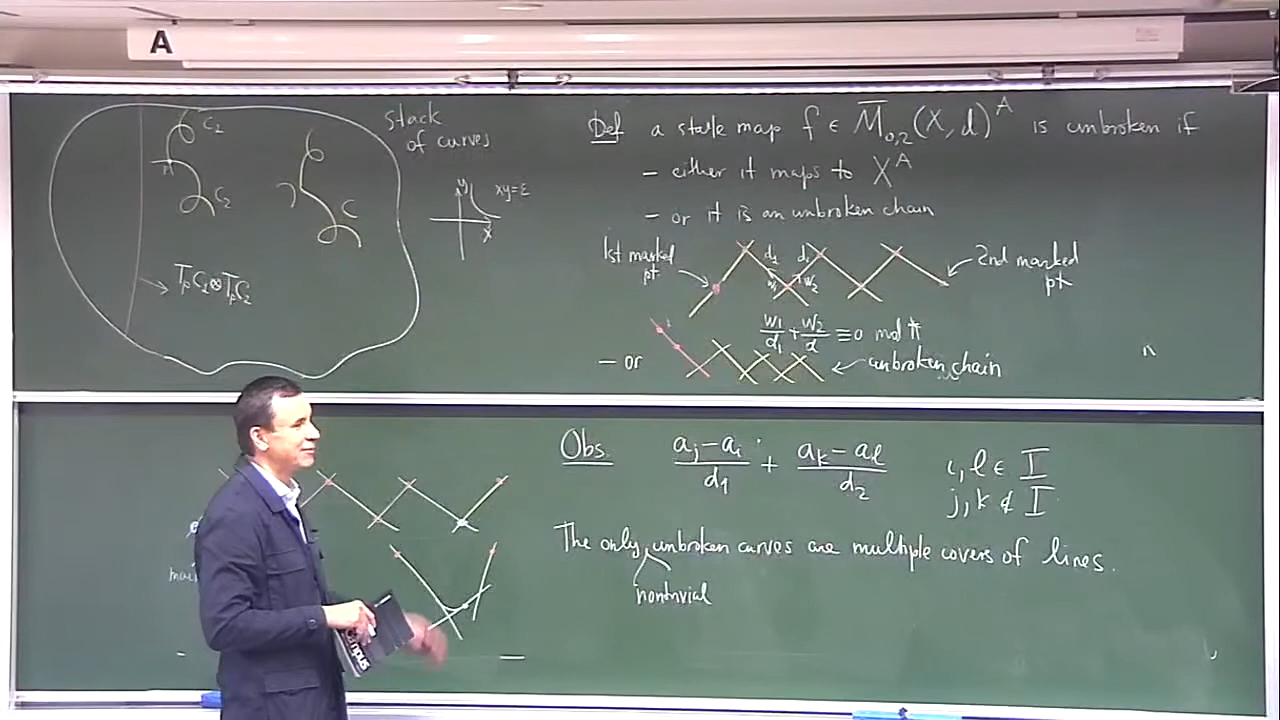 A
stack
of curves
C₂
p
C₂
C
y
xy=ε
x
TₚC₂⊗TₚC₂
Def a stable map f ∈ M̄₀,₂(X,d)^A is unbroken if
– either it maps to X^A
– or it is an unbroken chain
1st marked
pt
d₁
w₁
w₂
2nd marked
pt
w₁/d₁ + w₂/d ≡ 0 mod ħ
– or
unbroken chain
Obs. (aⱼ–aᵢ)/d₁ + (aₖ–aℓ)/d₂
i,ℓ ∈ I
j,k ∉ I
The only unbroken curves are multiple covers of lines.
nontrivial
campus